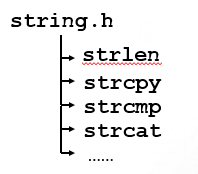 string.h
strlen
strcpy
strcmp
strcat
......